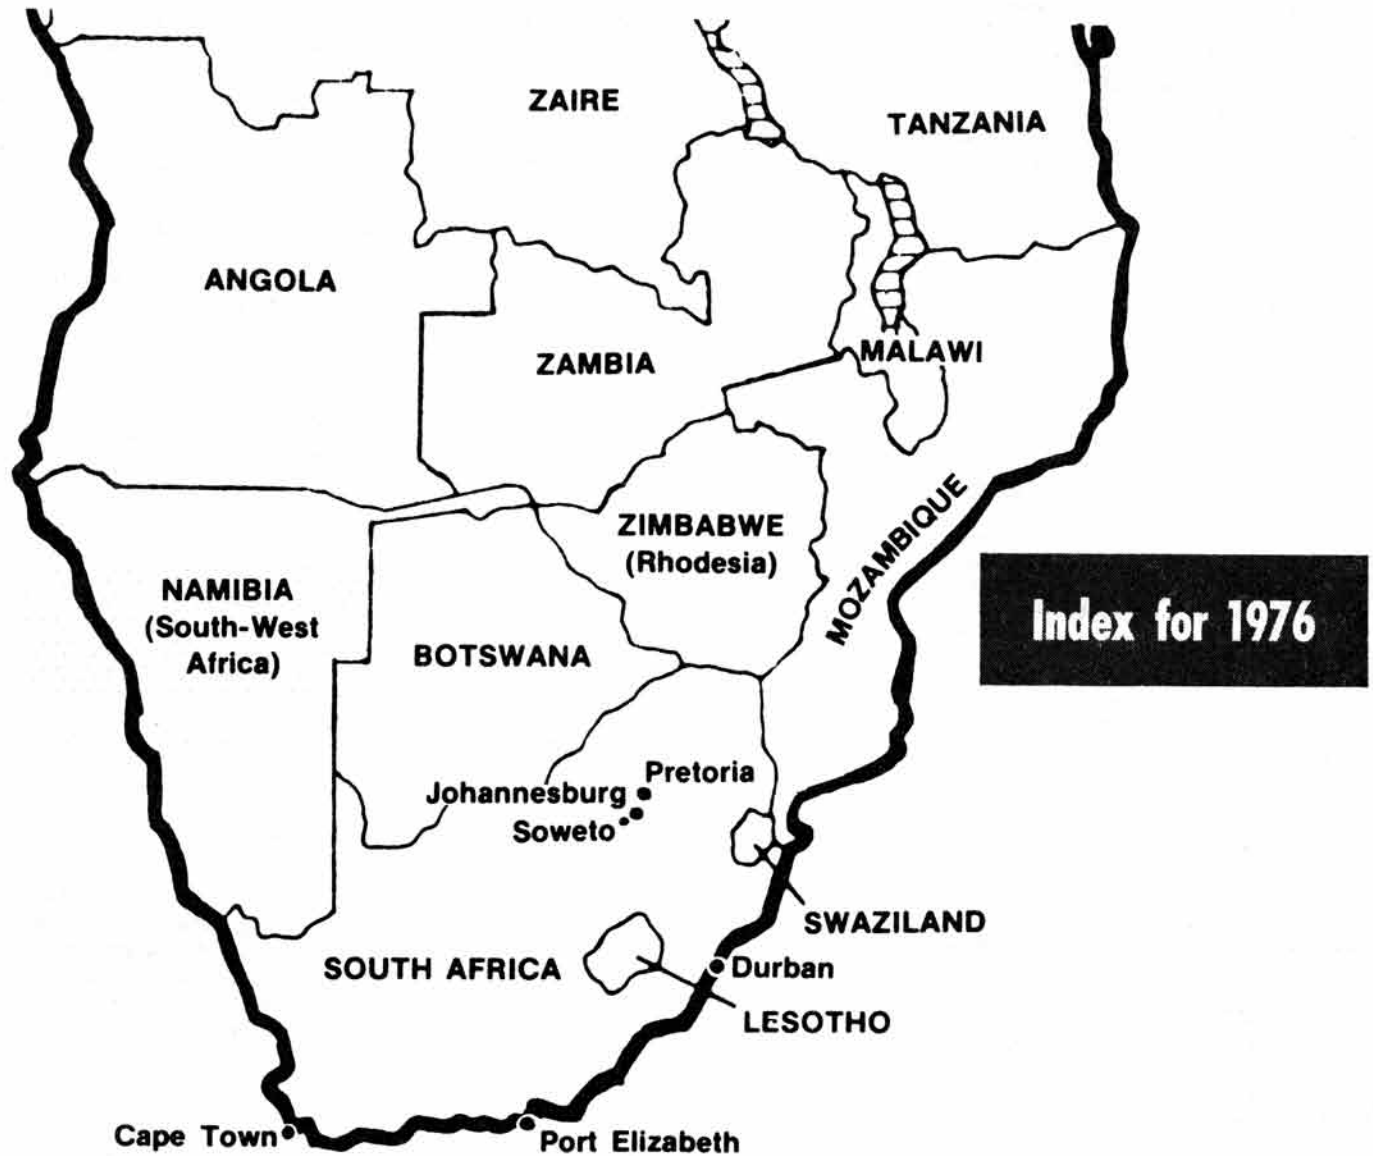 ZAIRE
TANZANIA
ANGOLA
ZAMBIA
MALAWI
ZIMBABWE
(Rhodesia)
MOZAMBIQUE
NAMIBIA
(South-West
Africa)
BOTSWANA
Index for 1976
Pretoria
Johannesburg
Soweto
SWAZILAND
SOUTH AFRICA
Durban
LESOTHO
Cape Town
Port Elizabeth